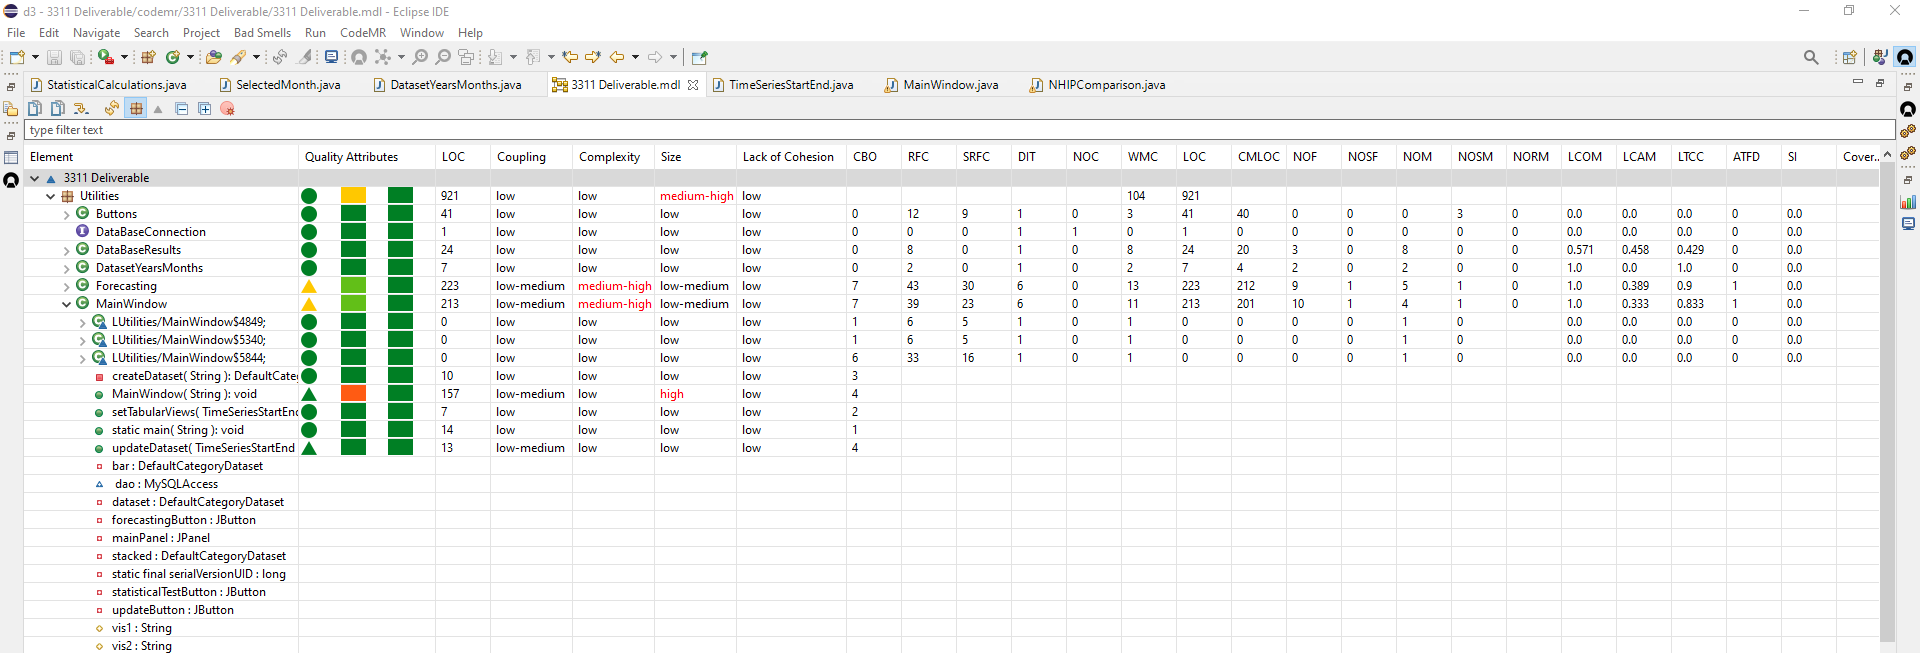 d3 - 3311 Deliverable/codemr/3311 Deliverable/3311 Deliverable.mdl - Eclipse IDE
File Edit Navigate Search Project Bad Smells Run CodeMR Window Help
StatisticalCalculations.java SelectedMonth.java DatasetYearsMonths.java 3311 Deliverable.mdl TimeSeriesStartEnd.java MainWindow.java NHIPComparison.java
type filter text
Element Quality Attributes LOC Coupling Complexity Size Lack of Cohesion CBO RFC SRFC DIT NOC WMC LOC CMLOC NOF NOSF NOM NOSM NORM LCOM LCAM LTCC ATFD SI Cover...
3311 Deliverable
Utilities 921 low low medium-high low 104 921
Buttons 41 low low low low 0 12 9 1 0 3 41 40 0 0 0 3 0 0.0 0.0 0.0 0 0.0
DataBaseConnection 1 low low low low 0 0 0 1 1 0 1 0 0 0 0 0 0 0.0 0.0 0.0 0 0.0
DataBaseResults 24 low low low low 0 8 0 1 0 8 24 20 3 0 8 0 0 0.571 0.458 0.429 0 0.0
DatasetYearsMonths 7 low low low low 0 2 0 1 0 2 7 4 2 0 2 0 0 1.0 0.0 1.0 0 0.0
Forecasting 223 low-medium medium-high low-medium low 7 43 30 6 0 13 223 212 9 1 5 1 0 1.0 0.389 0.9 1 0.0
MainWindow 213 low-medium medium-high low-medium low 7 39 23 6 0 11 213 201 10 1 4 1 0 1.0 0.333 0.833 1 0.0
LUtilities/MainWindow$4849; 0 low low low low 1 6 5 1 0 1 0 0 0 0 1 0 0.0 0.0 0.0 0 0.0
LUtilities/MainWindow$5340; 0 low low low low 1 6 5 1 0 1 0 0 0 0 1 0 0.0 0.0 0.0 0 0.0
LUtilities/MainWindow$5844; 0 low low low low 6 33 16 1 0 1 0 0 0 0 1 0 0.0 0.0 0.0 0 0.0
createDataset( String ): DefaultCate 10 low low low low 3
MainWindow( String ): void 157 low-medium low high low 4
setTabularViews( TimeSeriesStartEn 7 low low low low 2
static main( String ): void 14 low low low low 1
updateDataset( TimeSeriesStartEnd 13 low-medium low low low 4
bar : DefaultCategoryDataset
dao : MySQLAccess
dataset : DefaultCategoryDataset
forecastingButton : JButton
mainPanel : JPanel
stacked : DefaultCategoryDataset
static final serialVersionUID : long
statisticalTestButton : JButton
updateButton : JButton
vis1 : String
vis2 : String